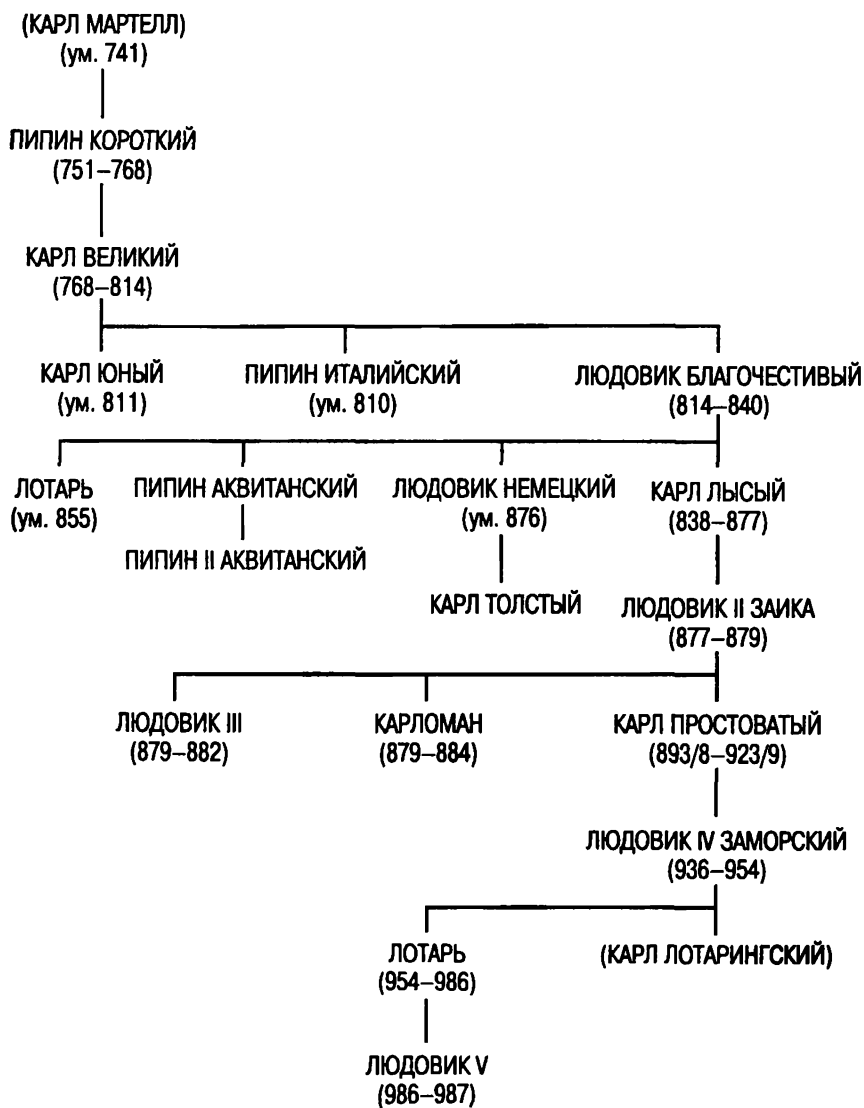 (КАРЛ МАРТЕЛЛ)
(ум. 741)
ПИПИН КОРОТКИЙ
(751–768)
КАРЛ ВЕЛИКИЙ
(768–814)
КАРЛ ЮНЫЙ
(ум. 811)
ПИПИН ИТАЛИЙСКИЙ
(ум. 810)
ЛЮДОВИК БЛАГОЧЕСТИВЫЙ
(814–840)
ЛОТАРЬ
(ум. 855)
ПИПИН АКВИТАНСКИЙ
ЛЮДОВИК НЕМЕЦКИЙ
(ум. 876)
КАРЛ ЛЫСЫЙ
(838–877)
ПИПИН II АКВИТАНСКИЙ
КАРЛ ТОЛСТЫЙ
ЛЮДОВИК II ЗАИКА
(877–879)
ЛЮДОВИК III
(879–882)
КАРЛОМАН
(879–884)
КАРЛ ПРОСТОВАТЫЙ
(893/8–923/9)
ЛЮДОВИК IV ЗАМОРСКИЙ
(936–954)
ЛОТАРЬ
(954–986)
(КАРЛ ЛОТАРИНГСКИЙ)
ЛЮДОВИК V
(986–987)